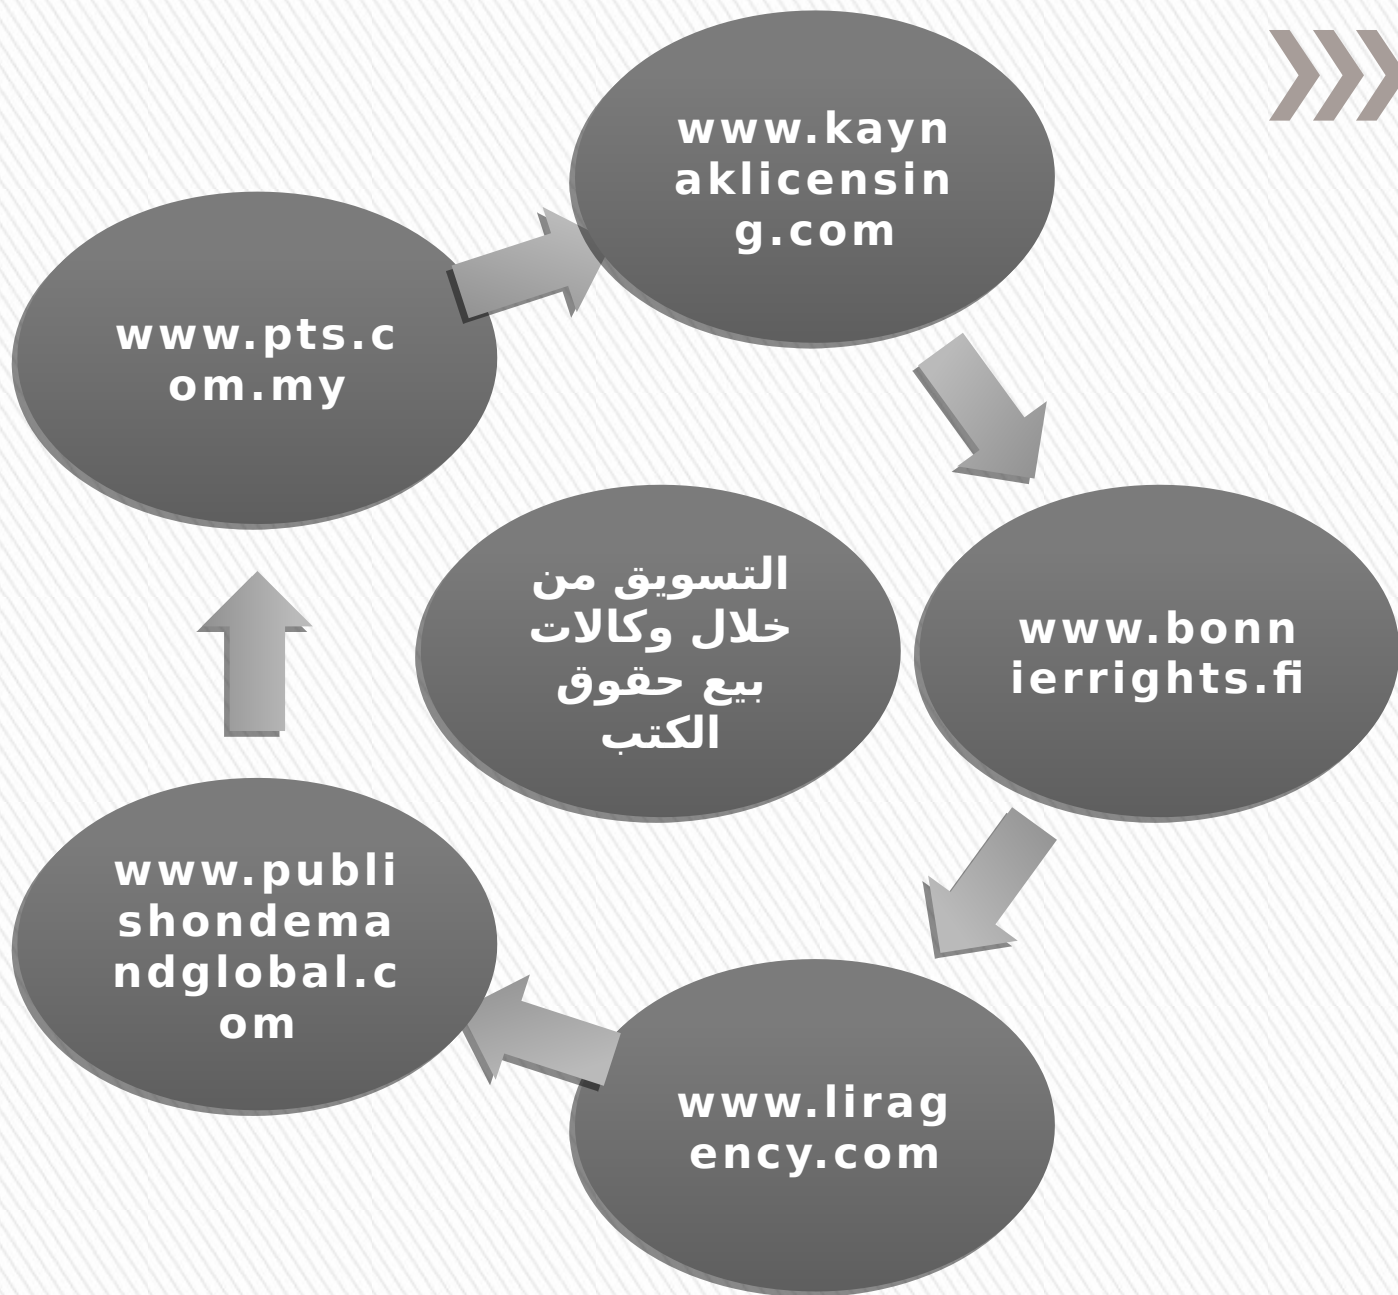 www.kayn
aklicensin
g.com
www.pts.c
om.my
التسويق من
خلال وكالات
بيع حقوق
الكتب
www.bonn
ierrights.fi
www.publi
shondema
ndglobal.c
om
www.lirag
ency.com